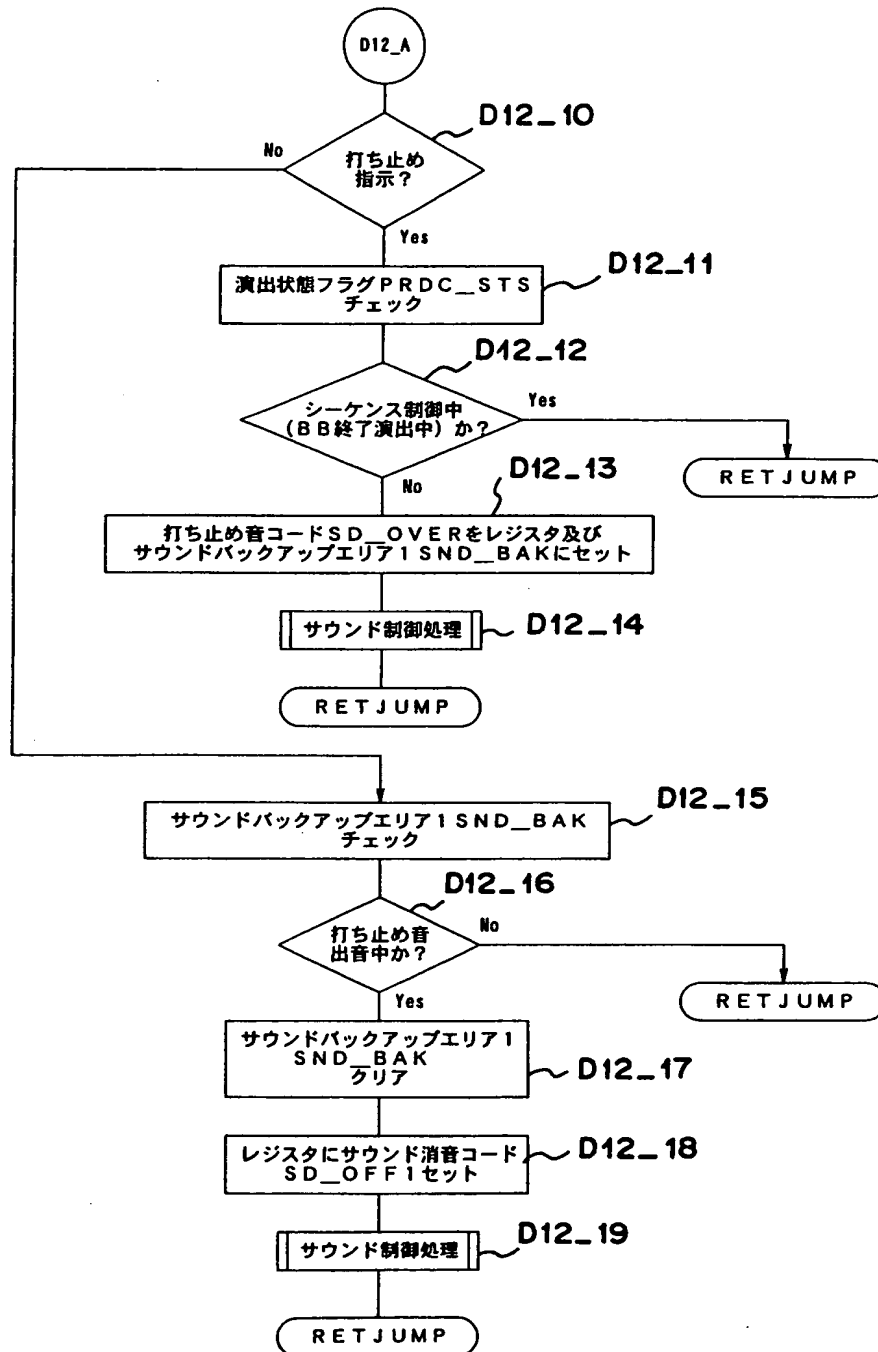 D12_A
D12_10
No
打ち止め
指示?
Yes
D12_11
演出状態フラグPRDC__STS
チェック
D12_12
シーケンス制御中
(BB終了演出中)か?
Yes
RETJUMP
D12_13
No
打ち止め音コードSD__OVERをレジスタ及び
サウンドバックアップエリア1SND__BAKにセット
サウンド制御処理
D12_14
RETJUMP
D12_15
サウンドバックアップエリア1SND__BAK
チェック
D12_16
打ち止め音
出音中か?
No
RETJUMP
Yes
サウンドバックアップエリア1
SND__BAK
クリア
D12_17
レジスタにサウンド消音コード
SD__OFF1セット
D12_18
サウンド制御処理
D12_19
RETJUMP